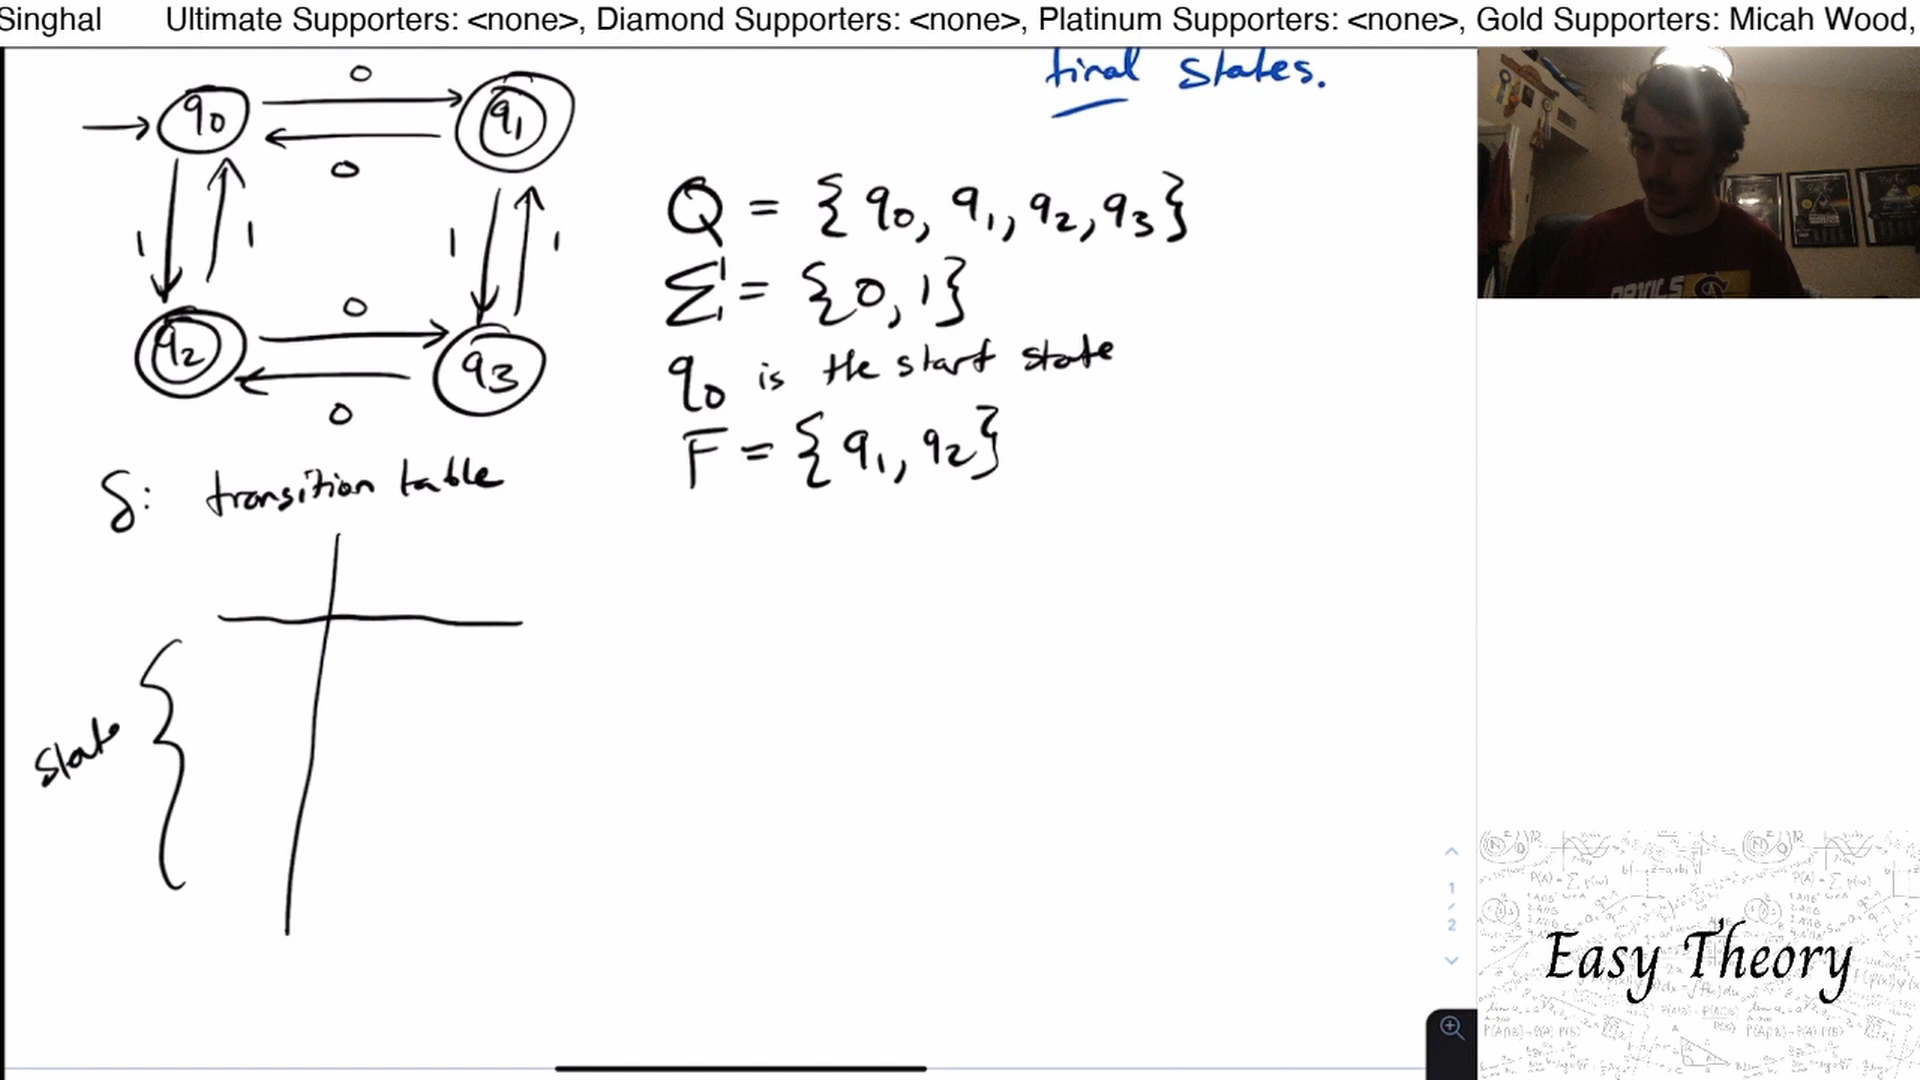 Singhal Ultimate Supporters: <none>, Diamond Supporters: <none>, Platinum Supporters: <none>, Gold Supporters: Micah Wood,
final states.
q0 0 q1
0
1 1 1 1
q2 0 q3
0
Q = {q0, q1, q2, q3}
Σ = {0, 1}
q0 is the start state
F = {q1, q2}
δ: transition table
state
1
2
Easy Theory